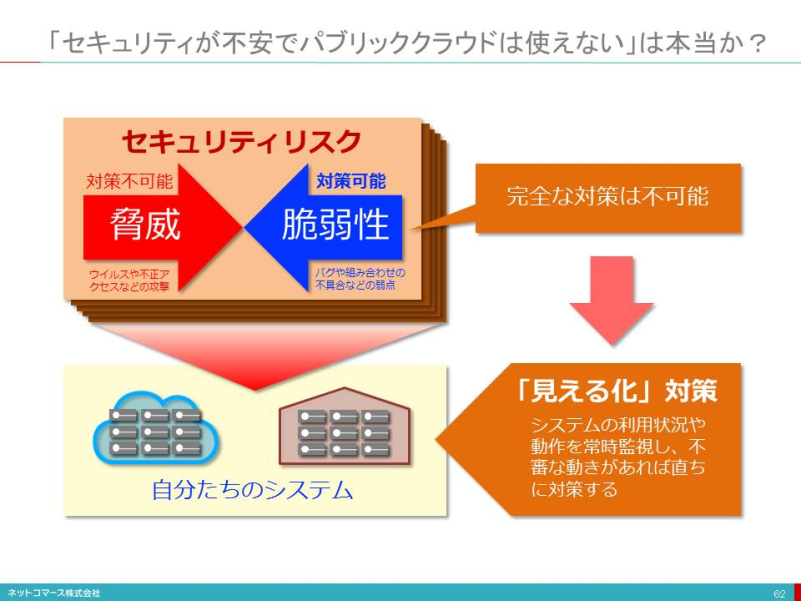 「セキュリティが不安でパブリッククラウドは使えない」は本当か？
セキュリティリスク
対策不可能
対策可能
脅威
脆弱性
ウイルスや不正ア
クセスなどの攻撃
バグや組み合わせの
不具合などの弱点
完全な対策は不可能
「見える化」対策
システムの利用状況や
動作を常時監視し、不
審な動きがあれば直ち
に対策する
自分たちのシステム
ネットコマース株式会社
62